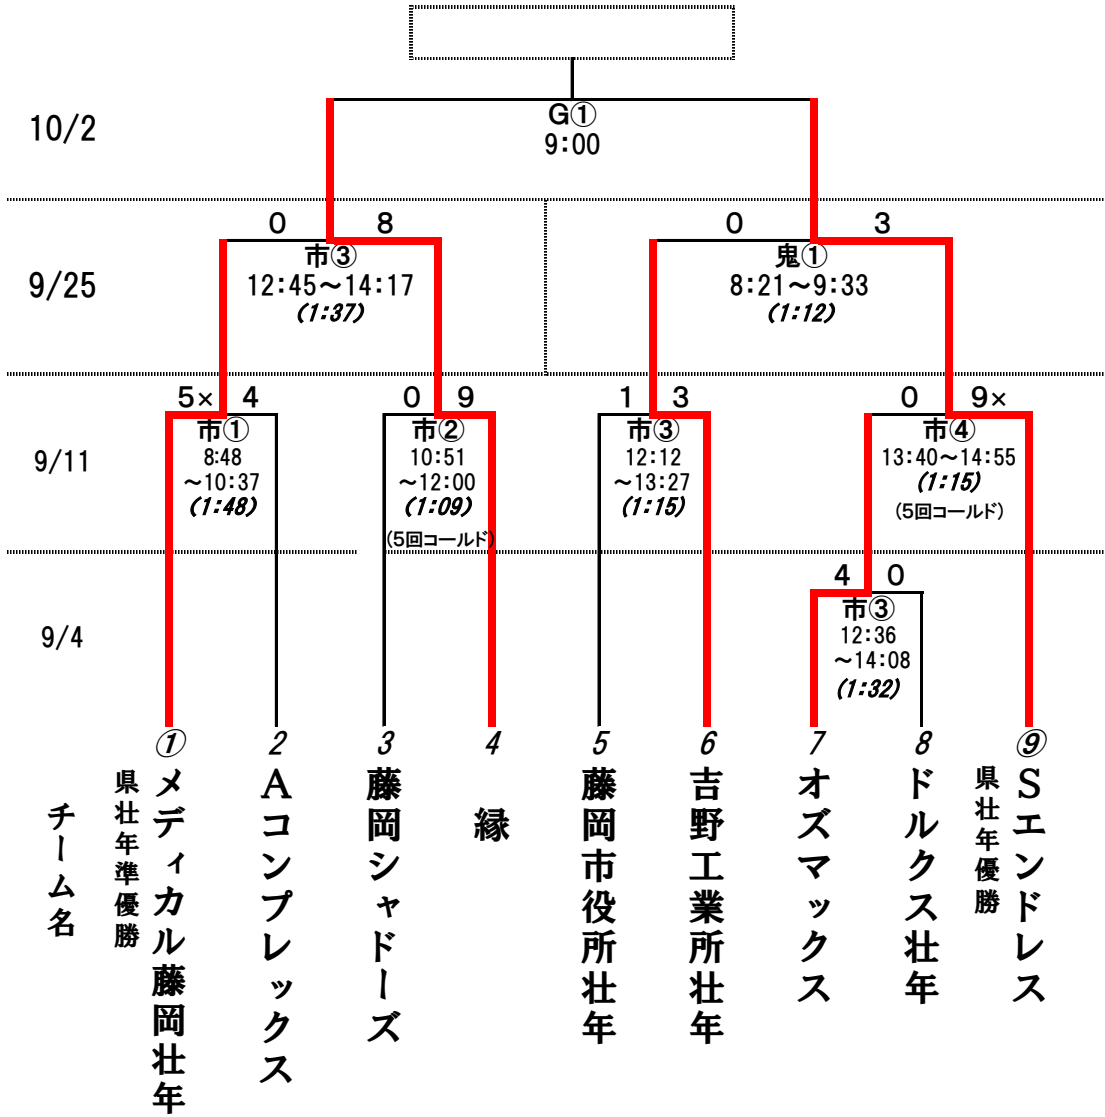 10/2
G①
9:00
9/25
0 8
市③
12:45～14:17
(1:37)
0 3
鬼①
8:21～9:33
(1:12)
9/11
5× 4
市①
8:48
～10:37
(1:48)
0 9
市②
10:51
～12:00
(1:09)
(5回コールド)
1 3
市③
12:12
～13:27
(1:15)
0 9×
市④
13:40～14:55
(1:15)
(5回コールド)
9/4
4 0
市③
12:36
～14:08
(1:32)
① 2 3 4 5 6 7 8 ⑨
チーム名
県壮年準優勝
メディカル藤岡壮年
Aコンプレックス
藤岡シャドーズ
縁
藤岡市役所壮年
吉野工業所壮年
オズマックス
ドルクス壮年
県壮年優勝
Sエンドレス